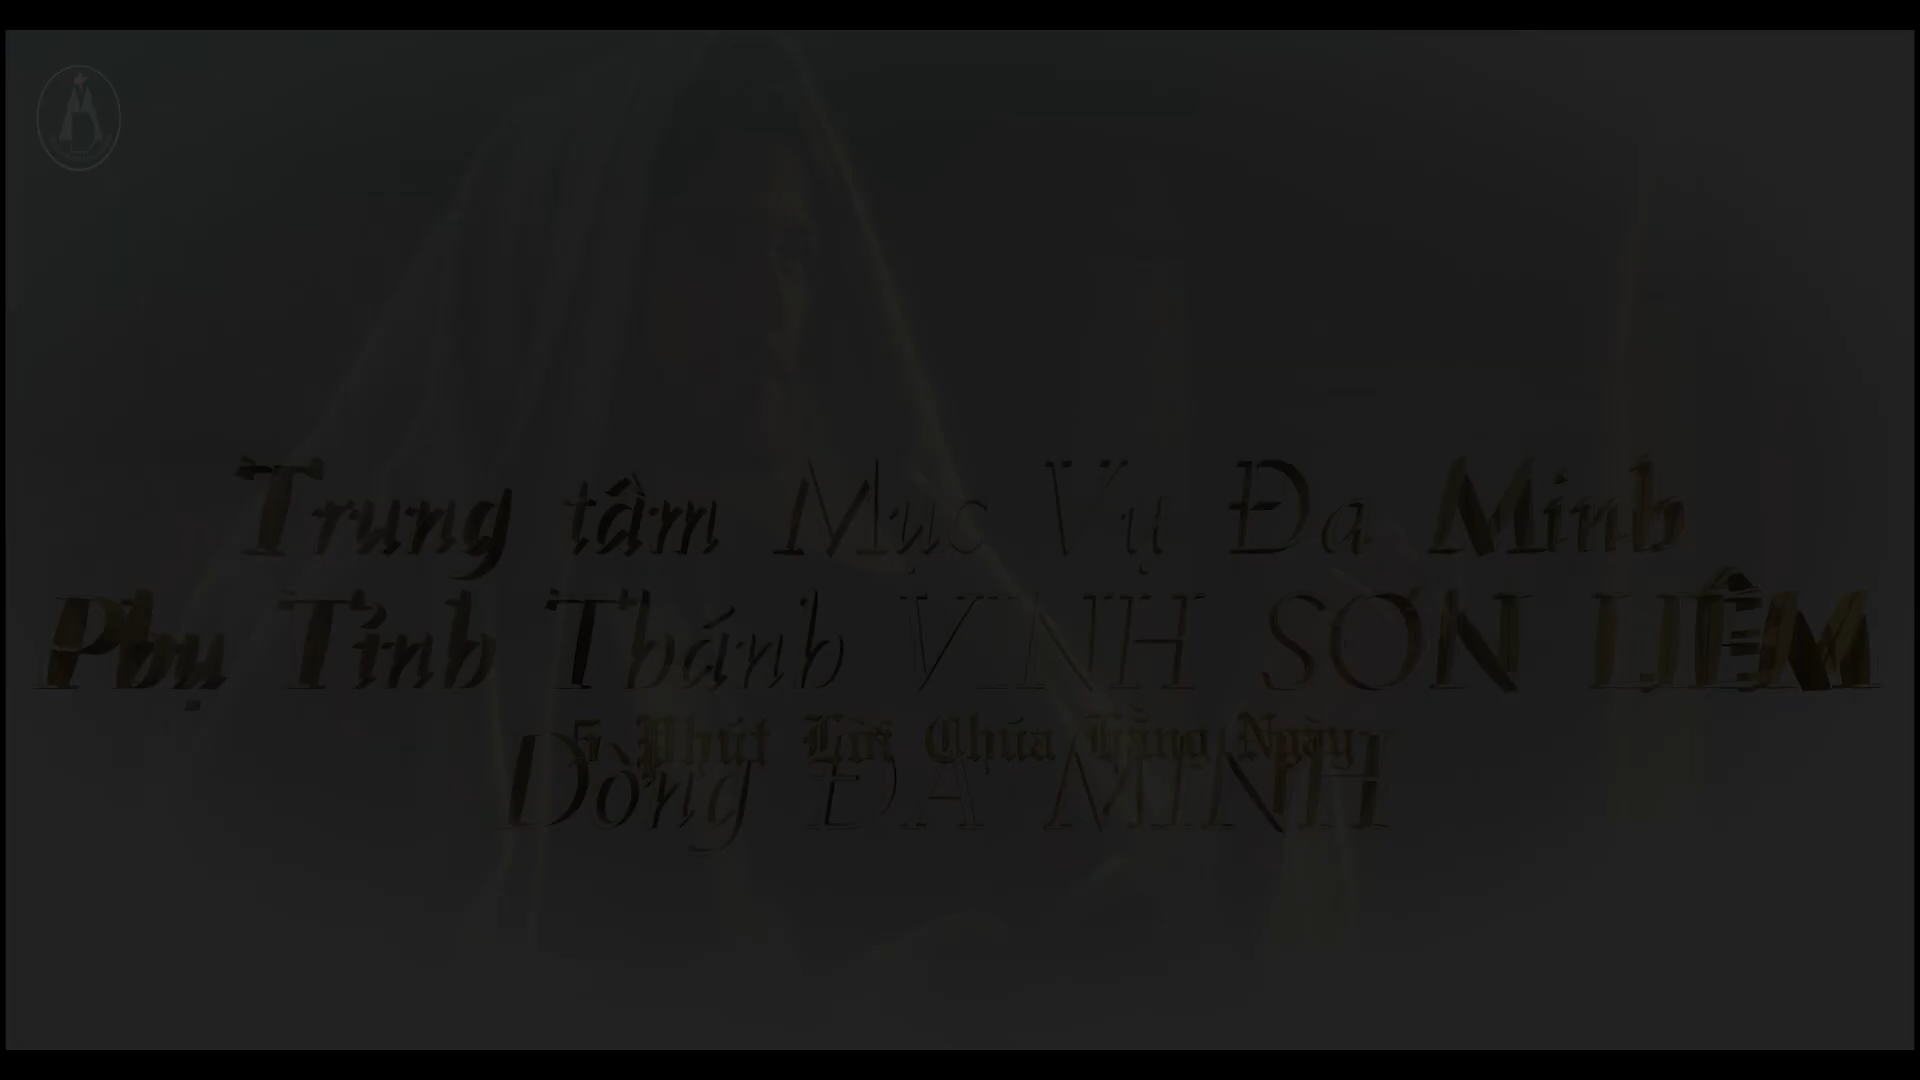 Trung tâm Mục Vụ Đa Minh
Phụ Tỉnh Thánh VINH SƠN LIÊM
5 Phút Lời Chúa Hằng Ngày
Dòng ĐA MINH